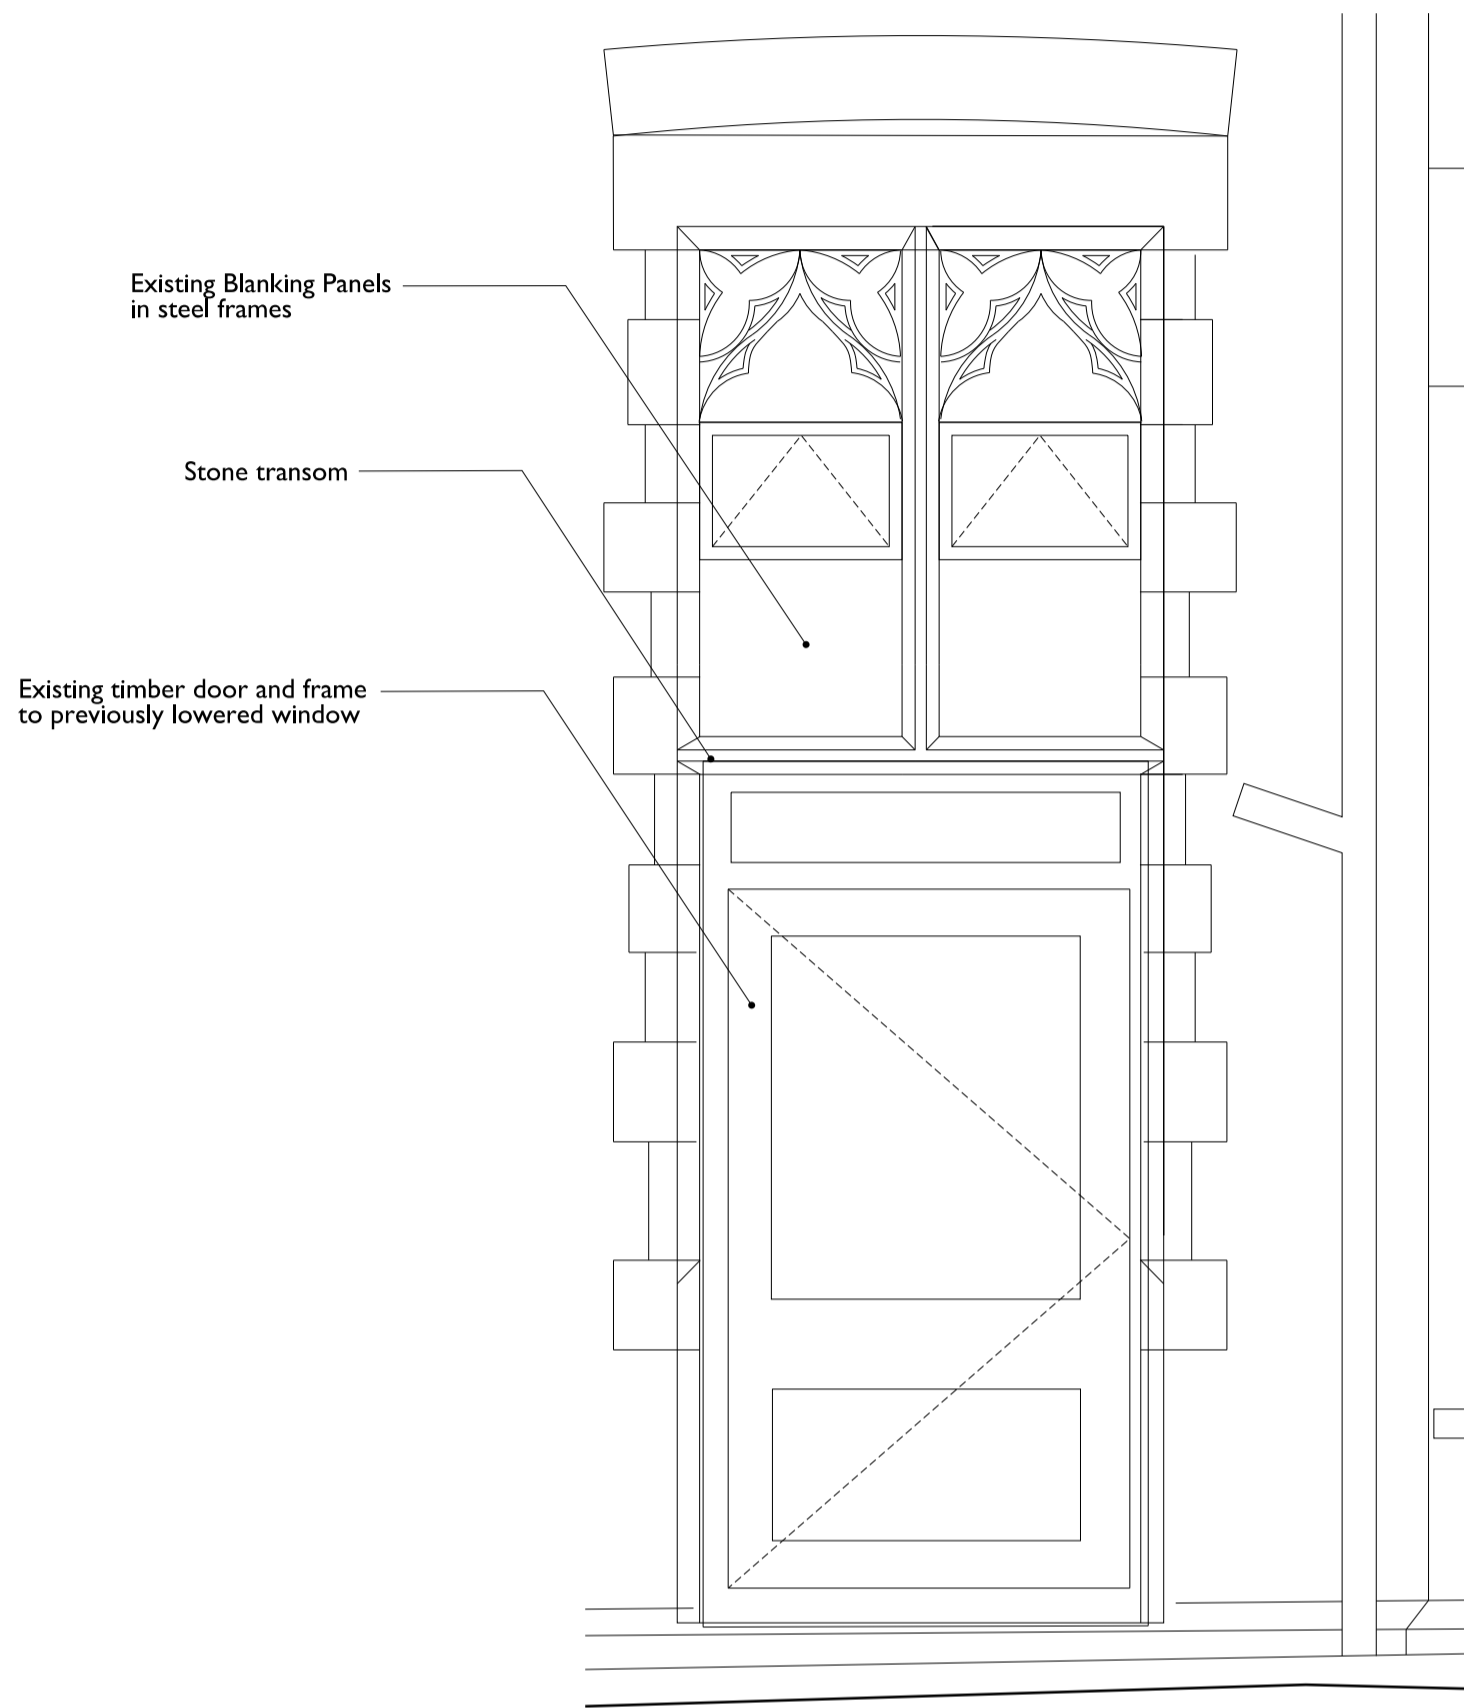 Existing Blanking Panels
in steel frames
Stone transom
Existing timber door and frame
to previously lowered window